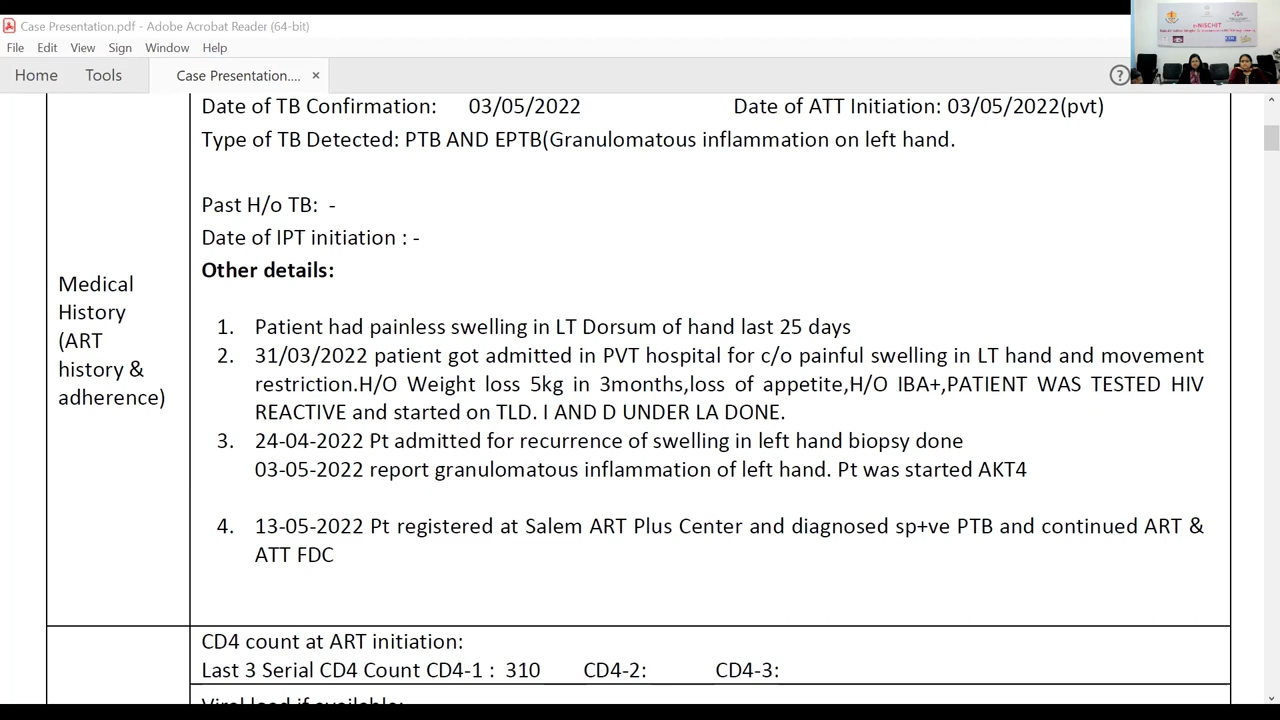 Case Presentation.pdf - Adobe Acrobat Reader (64-bit)
File Edit View Sign Window Help
Home Tools Case Presentation.... ×
Date of TB Confirmation: 03/05/2022 Date of ATT Initiation: 03/05/2022(pvt)
Type of TB Detected: PTB AND EPTB(Granulomatous inflammation on left hand.
Past H/o TB: -
Date of IPT initiation : -
Other details:
Medical
History
(ART
history &
adherence)
1. Patient had painless swelling in LT Dorsum of hand last 25 days
2. 31/03/2022 patient got admitted in PVT hospital for c/o painful swelling in LT hand and movement
restriction.H/O Weight loss 5kg in 3months,loss of appetite,H/O IBA+,PATIENT WAS TESTED HIV
REACTIVE and started on TLD. I AND D UNDER LA DONE.
3. 24-04-2022 Pt admitted for recurrence of swelling in left hand biopsy done
03-05-2022 report granulomatous inflammation of left hand. Pt was started AKT4
4. 13-05-2022 Pt registered at Salem ART Plus Center and diagnosed sp+ve PTB and continued ART &
ATT FDC
CD4 count at ART initiation:
Last 3 Serial CD4 Count CD4-1 : 310 CD4-2: CD4-3:
Viral load if available: